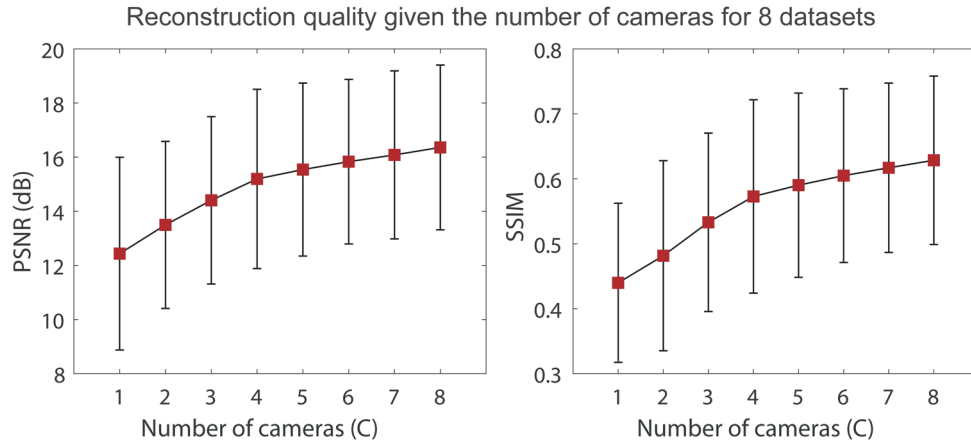 Reconstruction quality given the number of cameras for 8 datasets
PSNR (dB)
20
18
16
14
12
10
8
1 2 3 4 5 6 7 8
Number of cameras (C)
SSIM
0.8
0.7
0.6
0.5
0.4
0.3
1 2 3 4 5 6 7 8
Number of cameras (C)